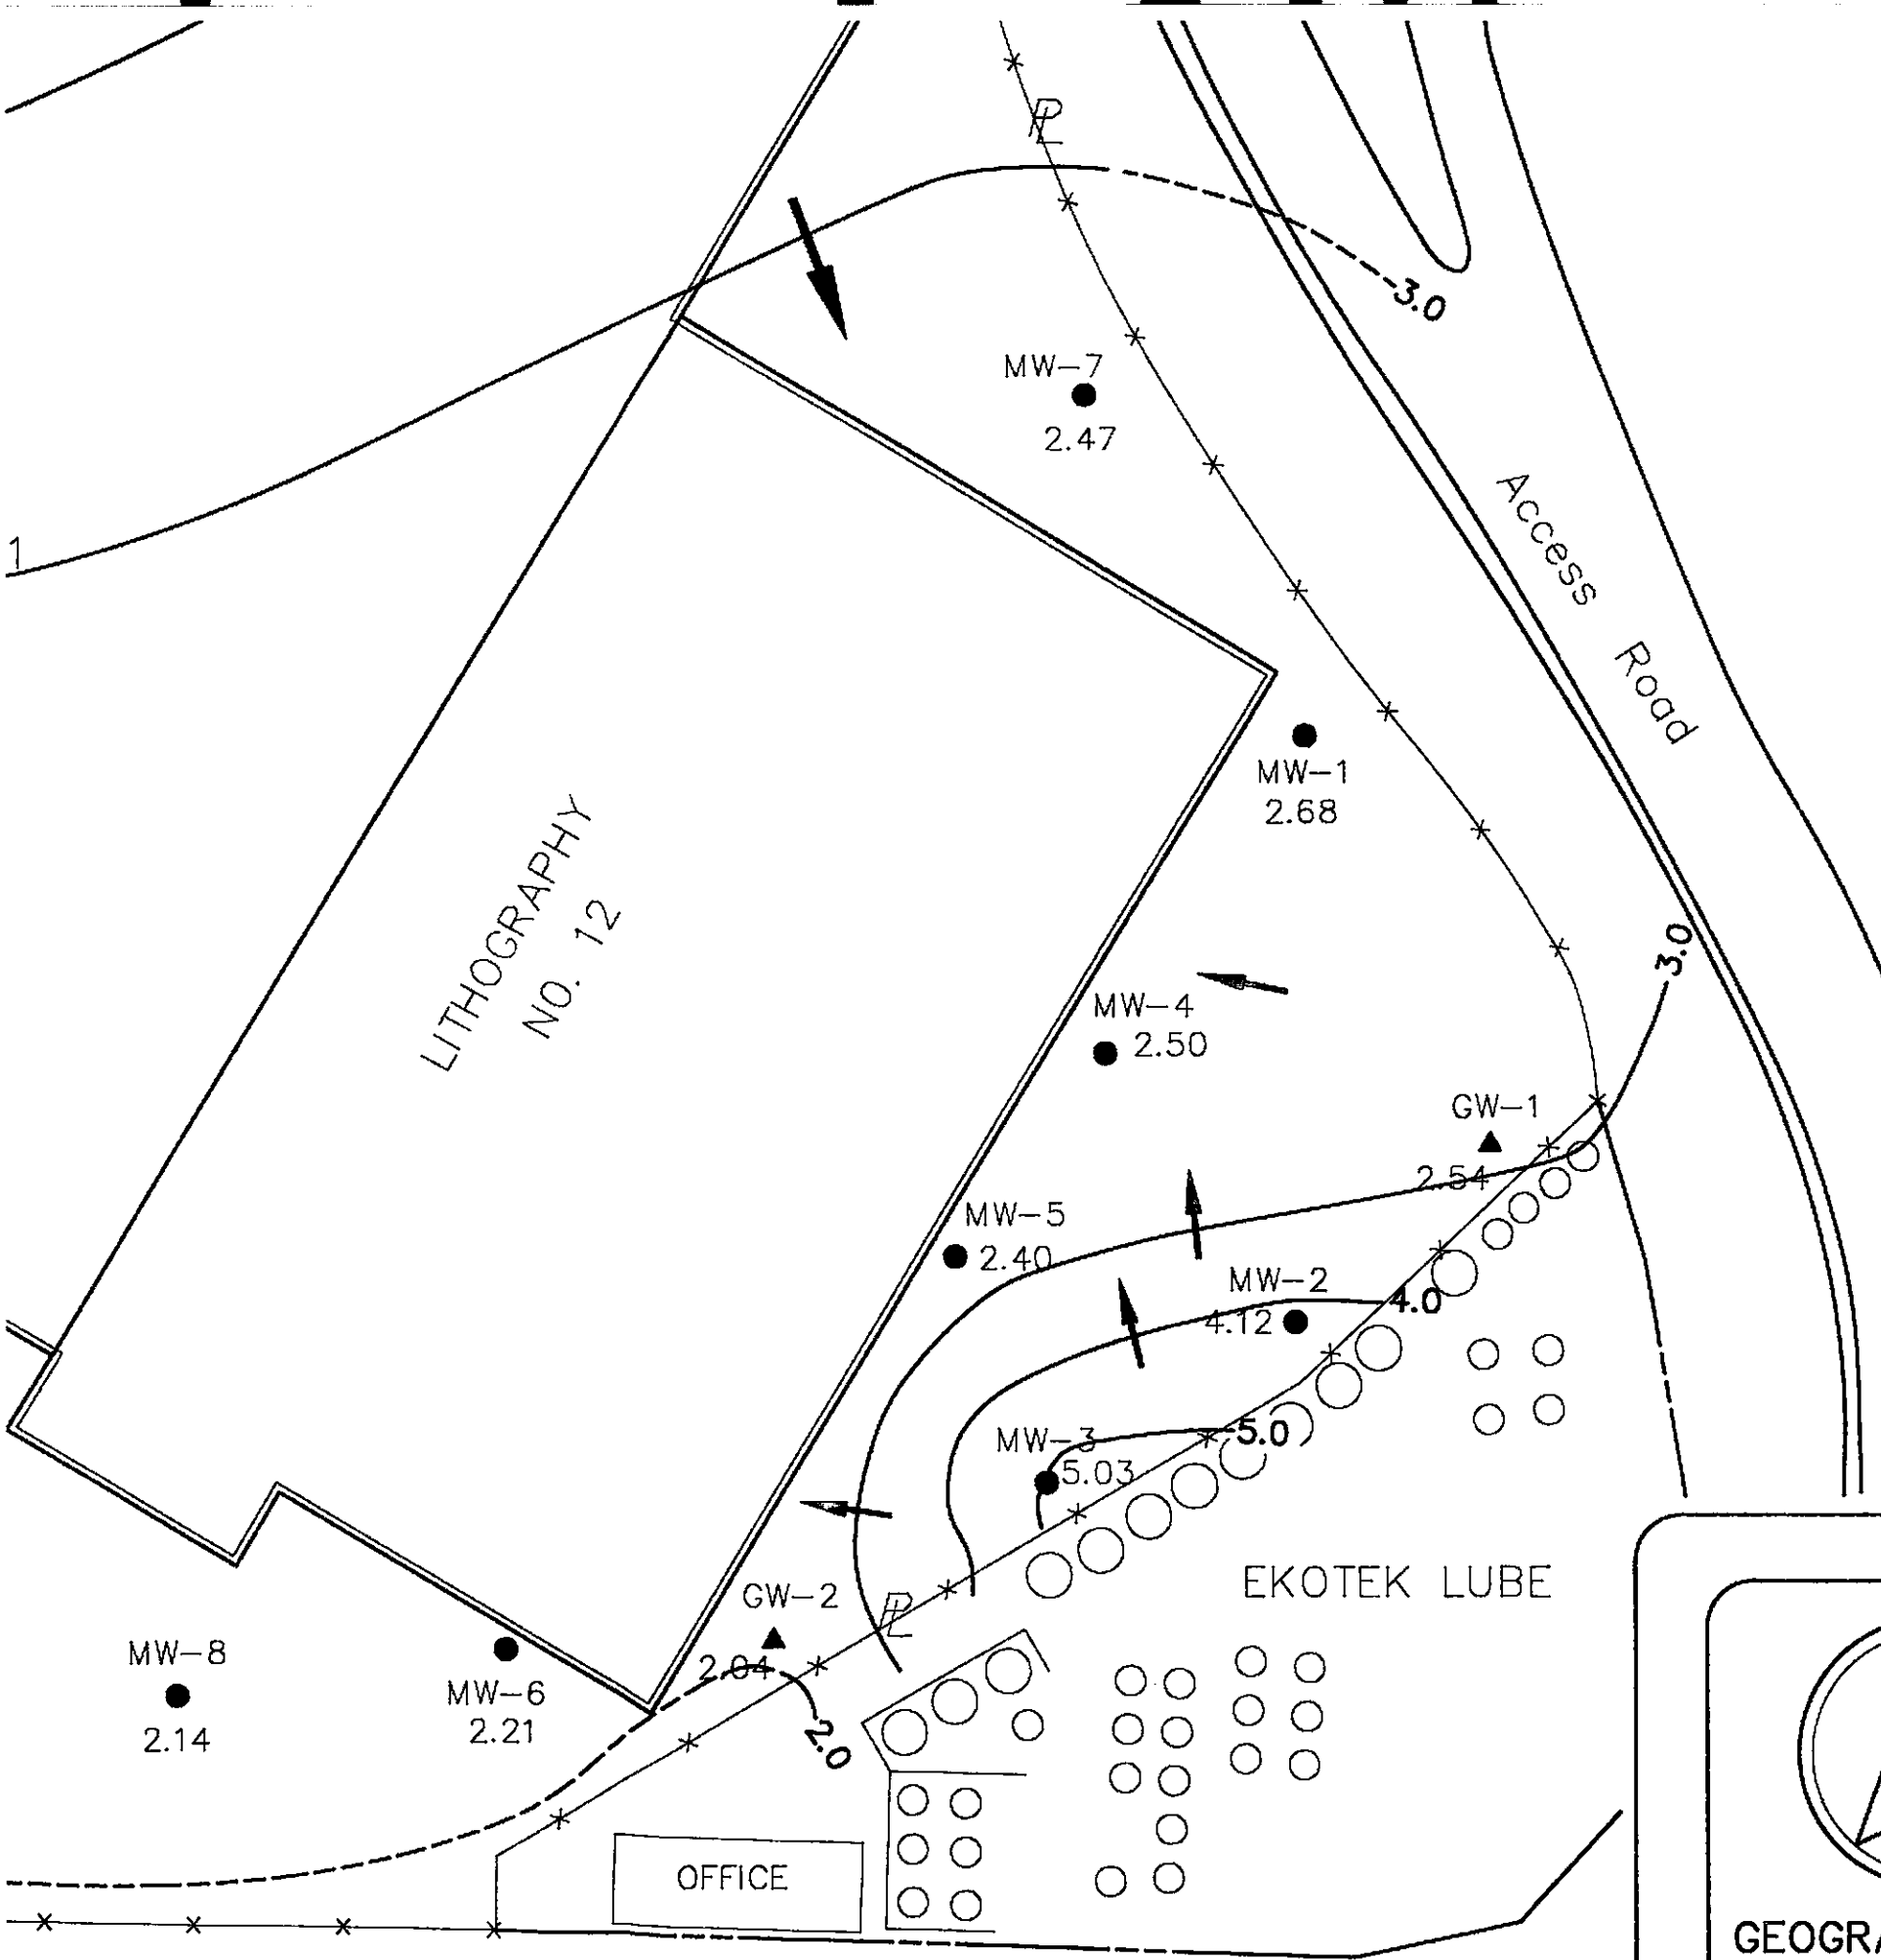 PL
3.0
MW-7
2.47
1
Access Road
MW-1
2.68
LITHOGRAPHY
NO. 12
3.0
MW-4
2.50
GW-1
2.54
MW-5
2.40
MW-2
4.0
4.12
MW-3
5.0
5.03
EKOTEK LUBE
GW-2
PL
2.04
MW-8
2.14
MW-6
2.21
2.0
OFFICE
GEOGRA